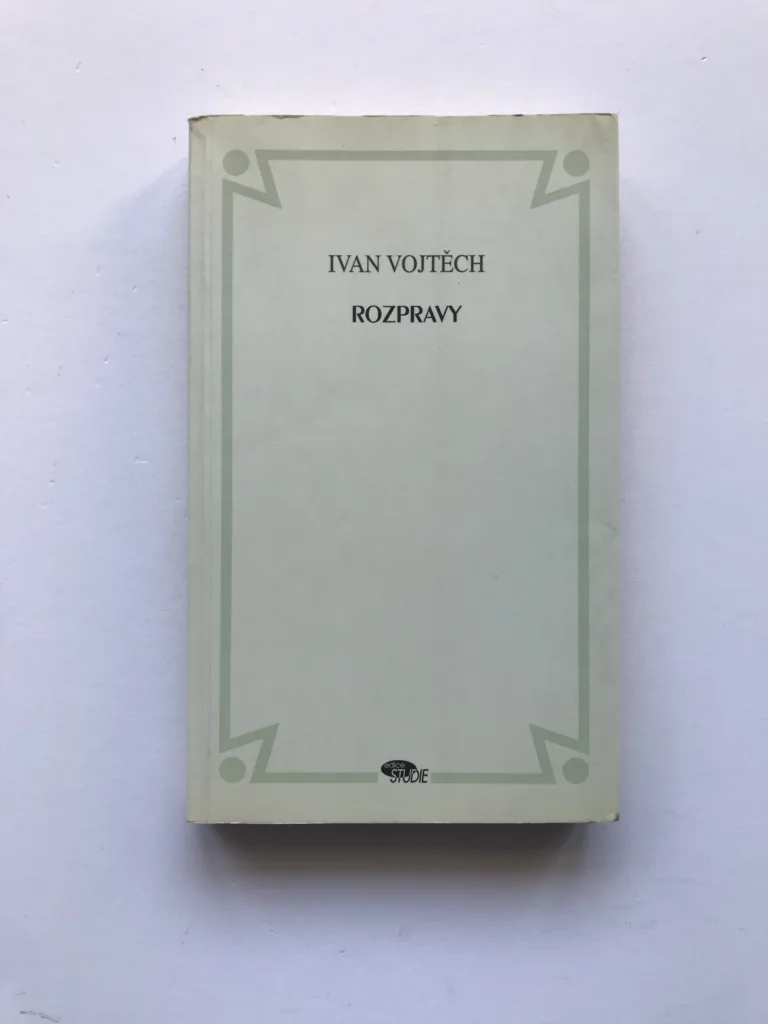 IVAN VOJTĚCH
ROZPRAVY
edice
STUDIE